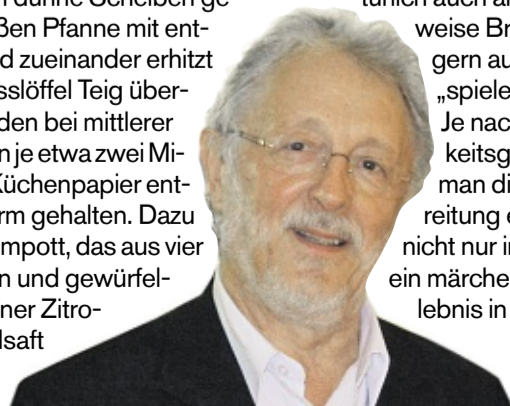 dünne Scheiben ge
ßen Pfanne mit ent-
d zueinander erhitzt
sslöffel Teig über-
den bei mittlerer
n je etwa zwei Mi-
Küchenpapier ent-
rm gehalten. Dazu
mpott, das aus vier
n und gewürfel-
ner Zitro-
lsaft
auch
weise Br
gern au
„spiele
Je nac
keitsg
man di
reitung e
nicht nur in
ein märche
lebnis in